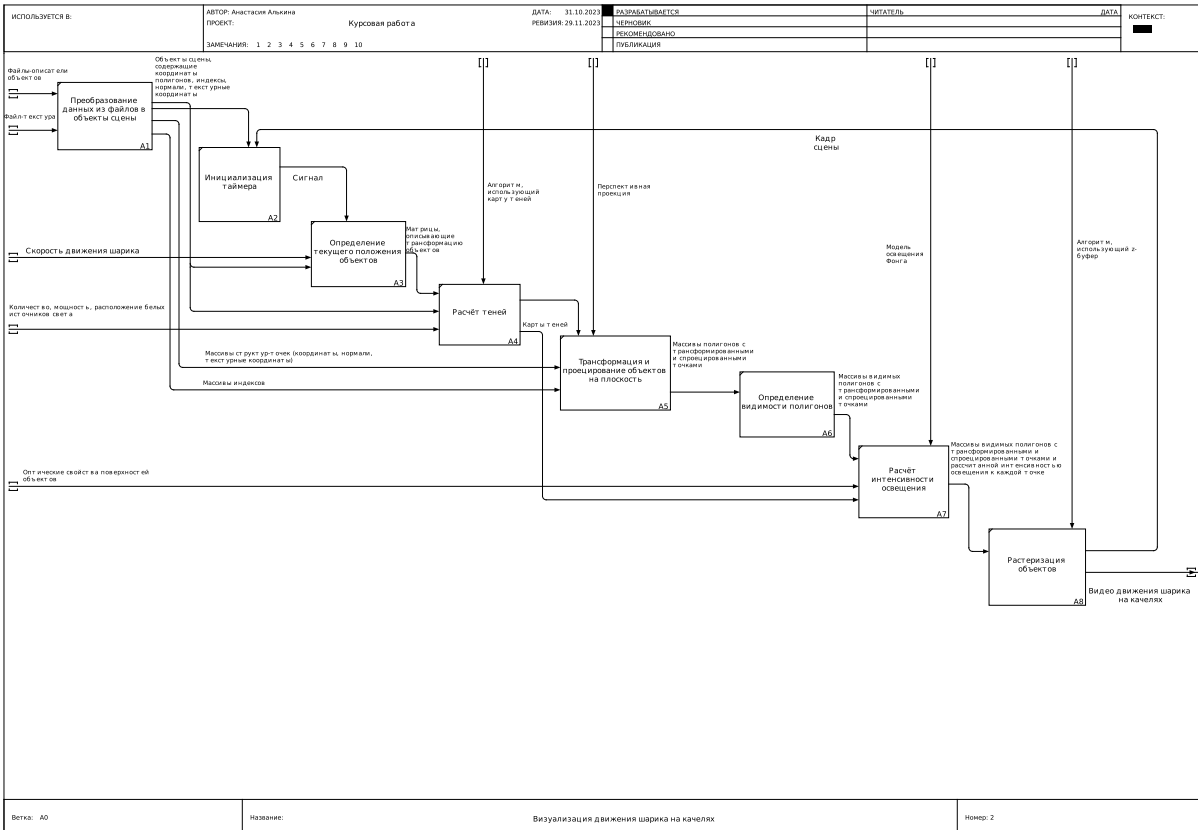 ИСПОЛЬЗУЕТСЯ В:
АВТОР: Анастасия Алькина
ДАТА: 31.10.2023
ПРОЕКТ: Курсовая работа
РЕВИЗИЯ: 29.11.2023
ЗАМЕЧАНИЯ: 1 2 3 4 5 6 7 8 9 10
РАЗРАБАТЫВАЕТСЯ
ЧЕРНОВИК
РЕКОМЕНДОВАНО
ПУБЛИКАЦИЯ
ЧИТАТЕЛЬ
ДАТА
КОНТЕКСТ:
Файлы-описатели
объектов
Файл-текстура
Преобразование
данных из файлов в
объекты сцены
A1
Объекты сцены,
содержащие
координаты
полигонов, индексы,
нормали, текстурные
координаты
Кадр
сцены
Инициализация
таймера
A2
Сигнал
Алгоритм,
использующий
карту теней
Перспективная
проекция
Модель
освещения
Фонга
Алгоритм,
использующий z-
буфер
Скорость движения шарика
Определение
текущего положения
объектов
A3
Матрицы,
описывающие
трансформацию
объектов
Количество, мощность, расположение белых
источников света
Расчёт теней
A4
Карты теней
Массивы структур-точек (координаты, нормали,
текстурные координаты)
Массивы индексов
Трансформация и
проецирование объектов
на плоскость
A5
Массивы полигонов с
трансформированными
и спроецированными
точками
Определение
видимости полигонов
A6
Массивы видимых
полигонов с
трансформированными
и спроецированными
точками
Оптические свойства поверхностей
объектов
Расчёт
интенсивности
освещения
A7
Массивы видимых полигонов с
трансформированными и
спроецированными точками и
рассчитанной интенсивностью
освещения к каждой точке
Растеризация
объектов
A8
Видео движения шарика
на качелях
Ветка: A0
Название:
Визуализация движения шарика на качелях
Номер: 2